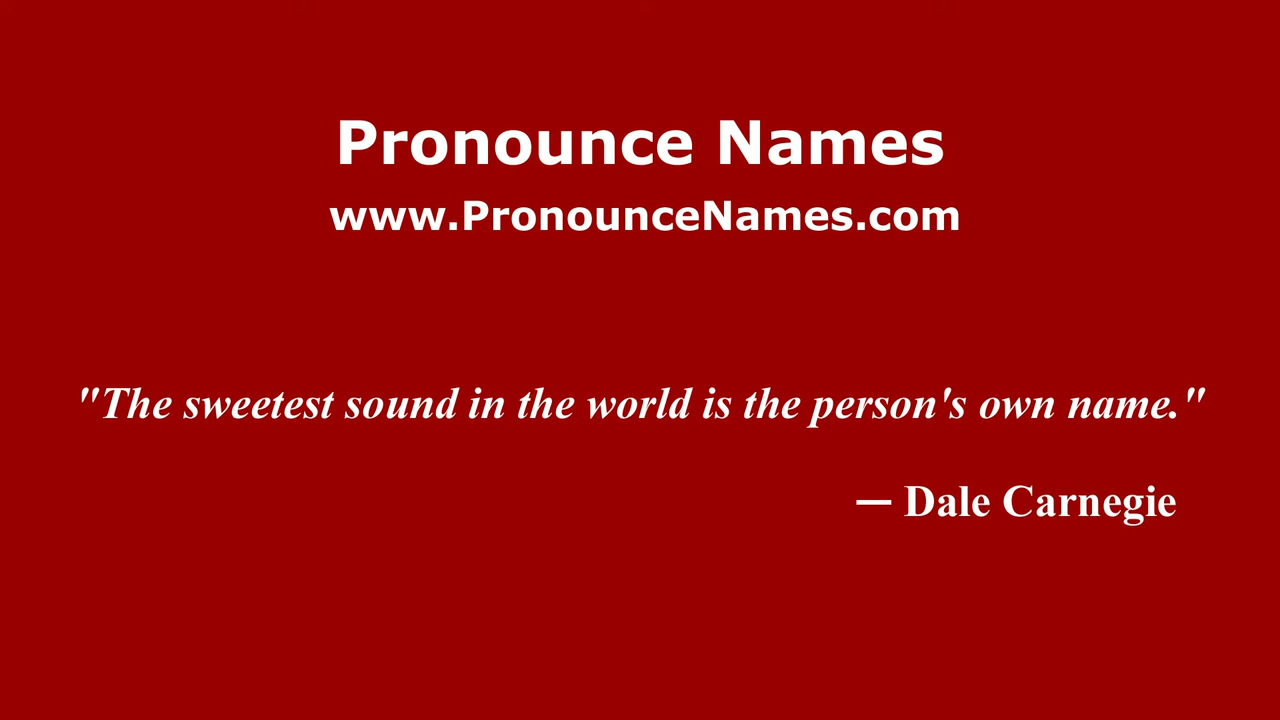 Pronounce Names
www.PronounceNames.com
"The sweetest sound in the world is the person's own name."
— Dale Carnegie